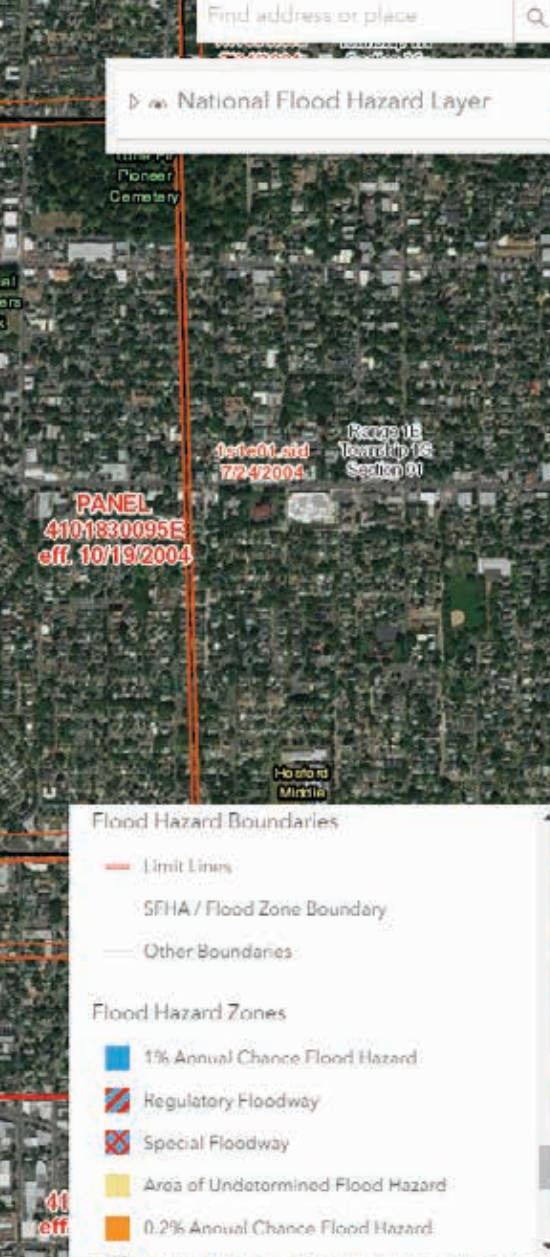 Find address or place
National Flood Hazard Layer
Pioneer
Cemetery
1s1e01.sid
7/24/2004
Range 1E
Township 1S
Section 01
PANEL
4101830095E
eff. 10/19/2004
Hosford
Middle
Flood Hazard Boundaries
Limit Lines
SFHA / Flood Zone Boundary
Other Boundaries
Flood Hazard Zones
1% Annual Chance Flood Hazard
Regulatory Floodway
Special Floodway
Area of Undetermined Flood Hazard
0.2% Annual Chance Flood Hazard
41
eff.